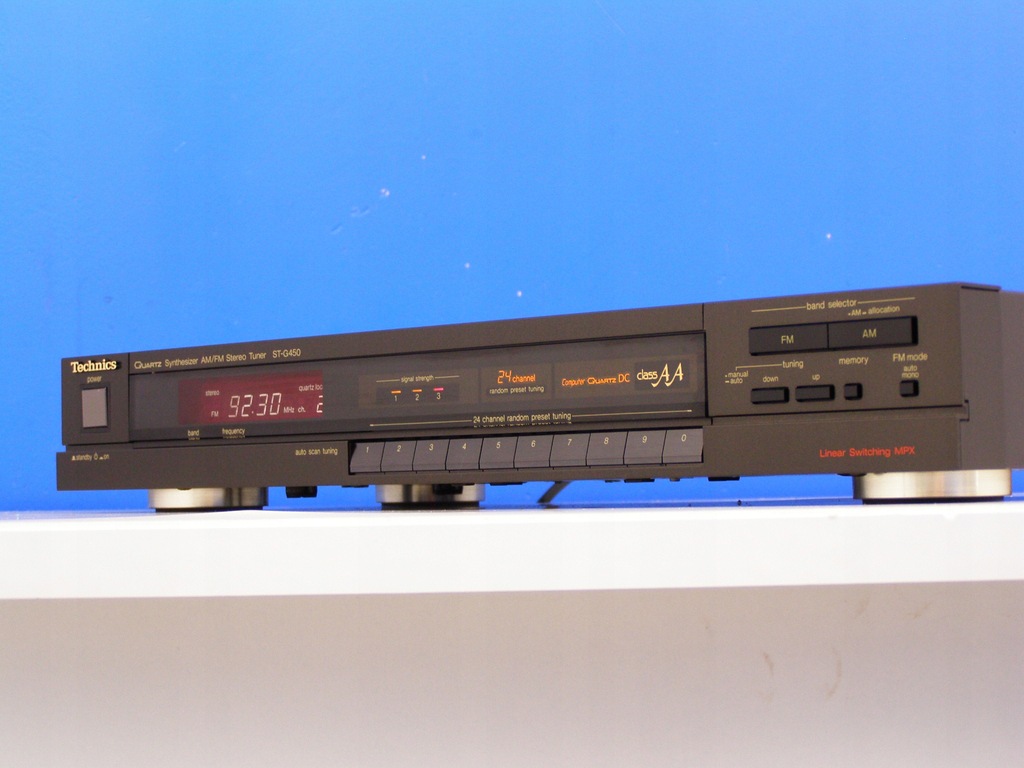 Technics
power
Quartz Synthesizer AM/FM Stereo Tuner ST-G450
stereo
quartz loc
FM 92.30 MHz ch. 2
band frequency
standby on
auto scan tuning
signal strength
1 2 3
24 channel
random preset tuning
Computer Quartz DC
class AA
24 channel random preset tuning
1 2 3 4 5 6 7 8 9 0
band selector
AM allocation
FM AM
tuning
manual
auto
down up
memory
FM mode
auto
mono
Linear Switching MPX